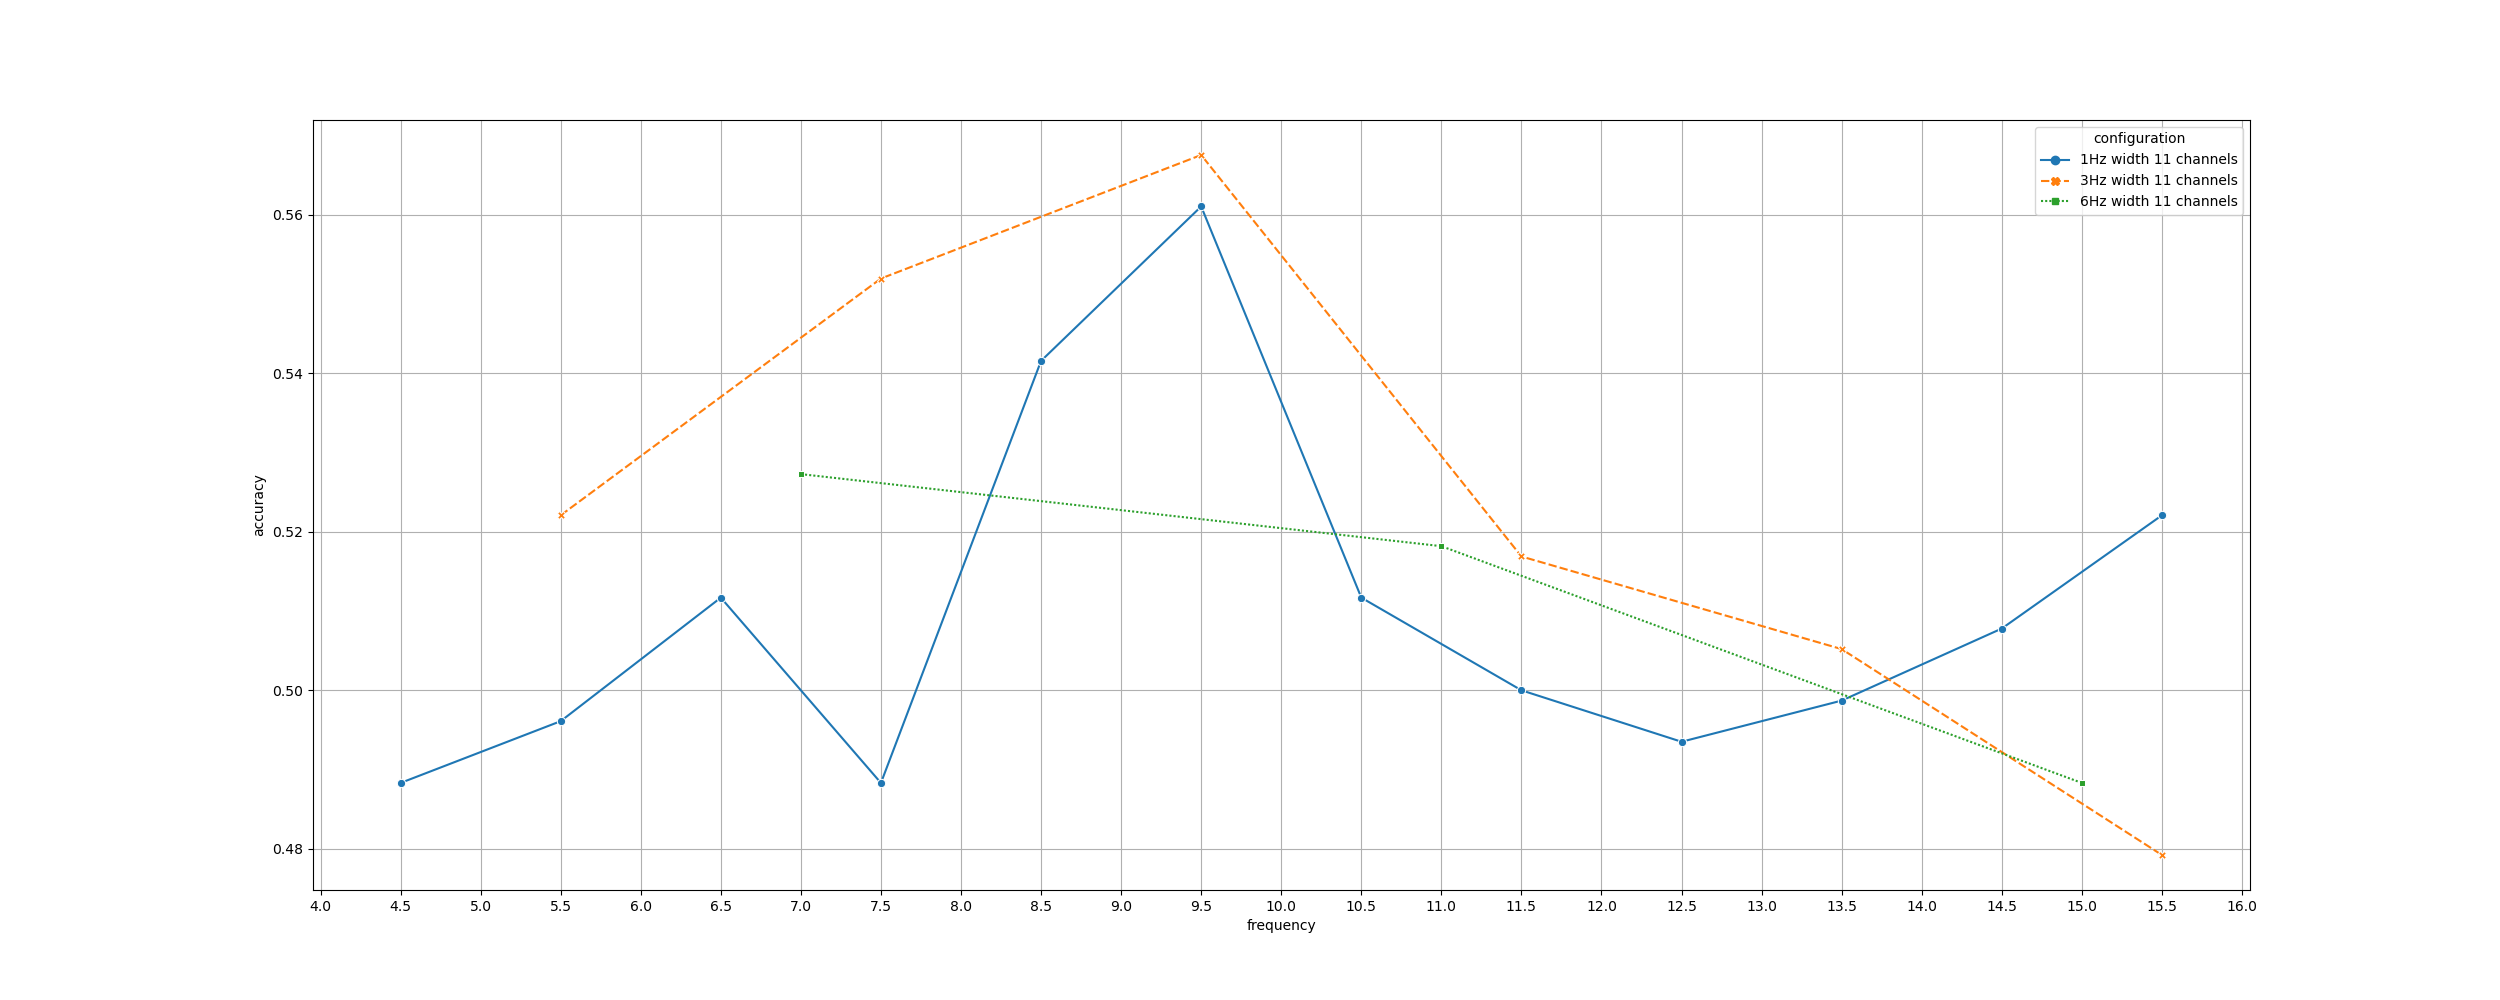 configuration
1Hz width 11 channels
3Hz width 11 channels
6Hz width 11 channels
accuracy
0.56
0.54
0.52
0.50
0.48
4.0 4.5 5.0 5.5 6.0 6.5 7.0 7.5 8.0 8.5 9.0 9.5 10.0 10.5 11.0 11.5 12.0 12.5 13.0 13.5 14.0 14.5 15.0 15.5 16.0
frequency